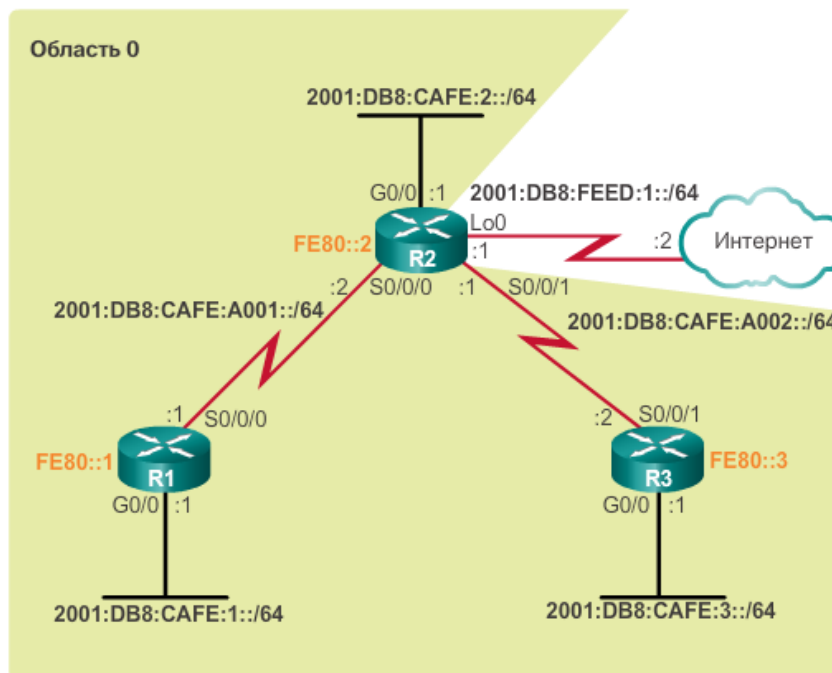 Область 0
2001:DB8:CAFE:2::/64
G0/0 :1
2001:DB8:FEED:1::/64
Lo0
FE80::2
R2
:1
:2
Интернет
:2 S0/0/0
:1 S0/0/1
2001:DB8:CAFE:A001::/64
2001:DB8:CAFE:A002::/64
:1 S0/0/0
:2 S0/0/1
FE80::1
R1
R3
FE80::3
G0/0 :1
G0/0 :1
2001:DB8:CAFE:1::/64
2001:DB8:CAFE:3::/64